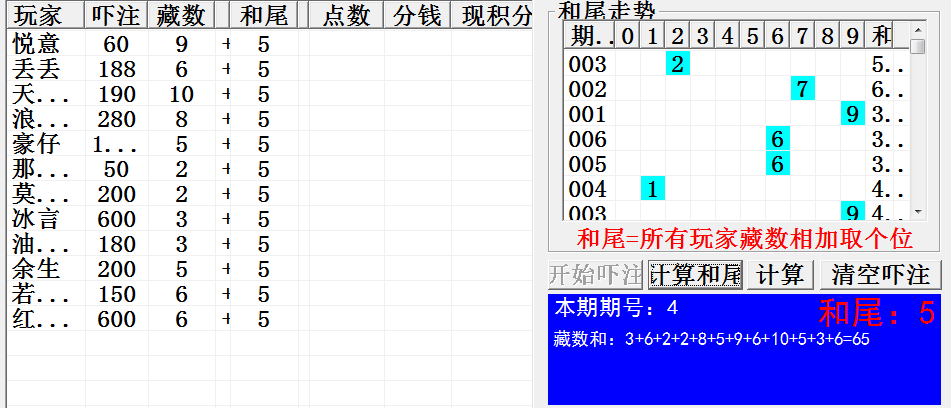 玩家 吓注 藏数 和尾 点数 分钱 现积分
悦意 60 9 + 5
丢丢 188 6 + 5
天... 190 10 + 5
浪... 280 8 + 5
豪仔 1... 5 + 5
那... 50 2 + 5
莫... 200 2 + 5
冰言 600 3 + 5
油... 180 3 + 5
余生 200 5 + 5
若... 150 6 + 5
红... 600 6 + 5
和尾走势
期.. 0 1 2 3 4 5 6 7 8 9 和
003 2 5..
002 7 6..
001 9 3..
006 6 3..
005 6 3..
004 1 4..
003 9 4..
和尾=所有玩家藏数相加取个位
开始吓注 计算和尾 计算 清空吓注
本期期号：4 和尾：5
藏数和：3+6+2+2+8+5+9+6+10+5+3+6=65